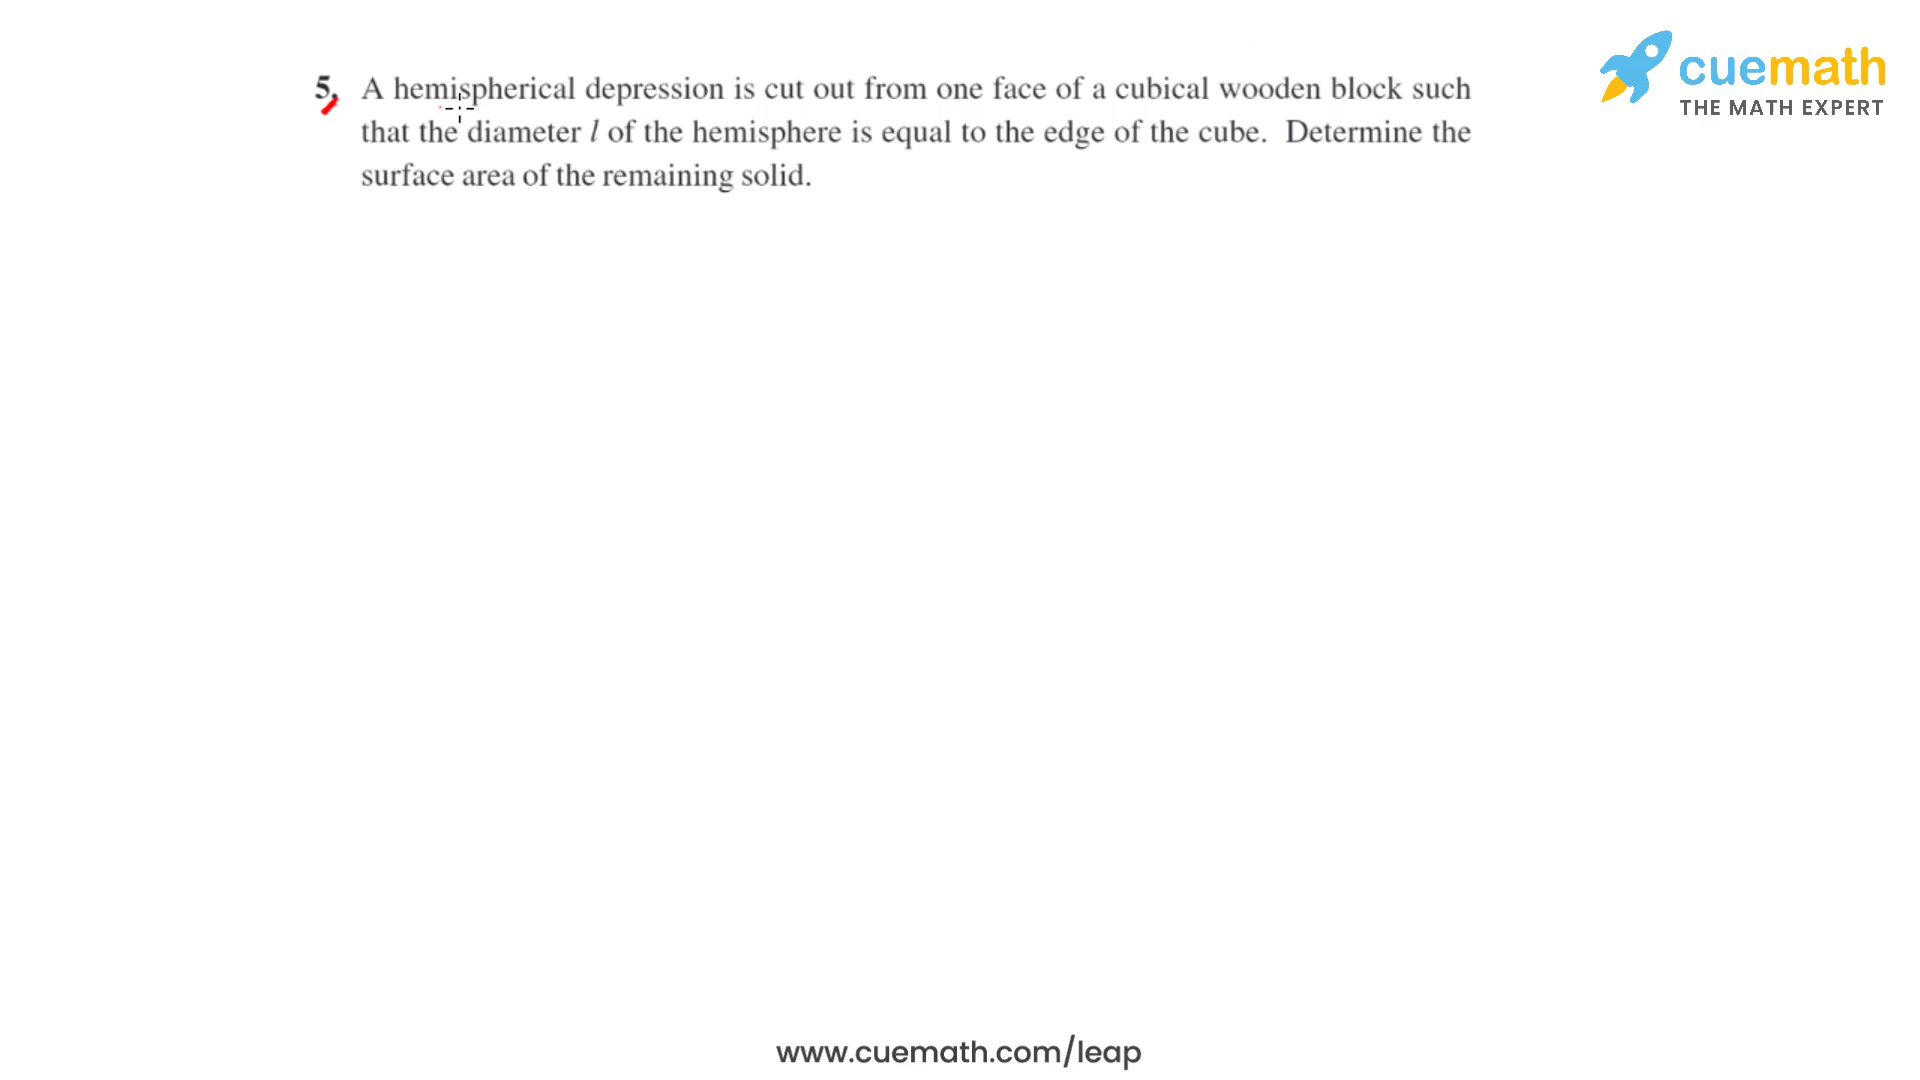 cuemath
THE MATH EXPERT
5. A hemispherical depression is cut out from one face of a cubical wooden block such
that the diameter l of the hemisphere is equal to the edge of the cube. Determine the
surface area of the remaining solid.
www.cuemath.com/leap